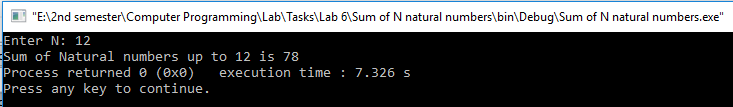 "E:\2nd semester\Computer Programming\Lab\Tasks\Lab 6\Sum of N natural numbers\bin\Debug\Sum of N natural numbers.exe"
Enter N: 12
Sum of Natural numbers up to 12 is 78
Process returned 0 (0x0)   execution time : 7.326 s
Press any key to continue.